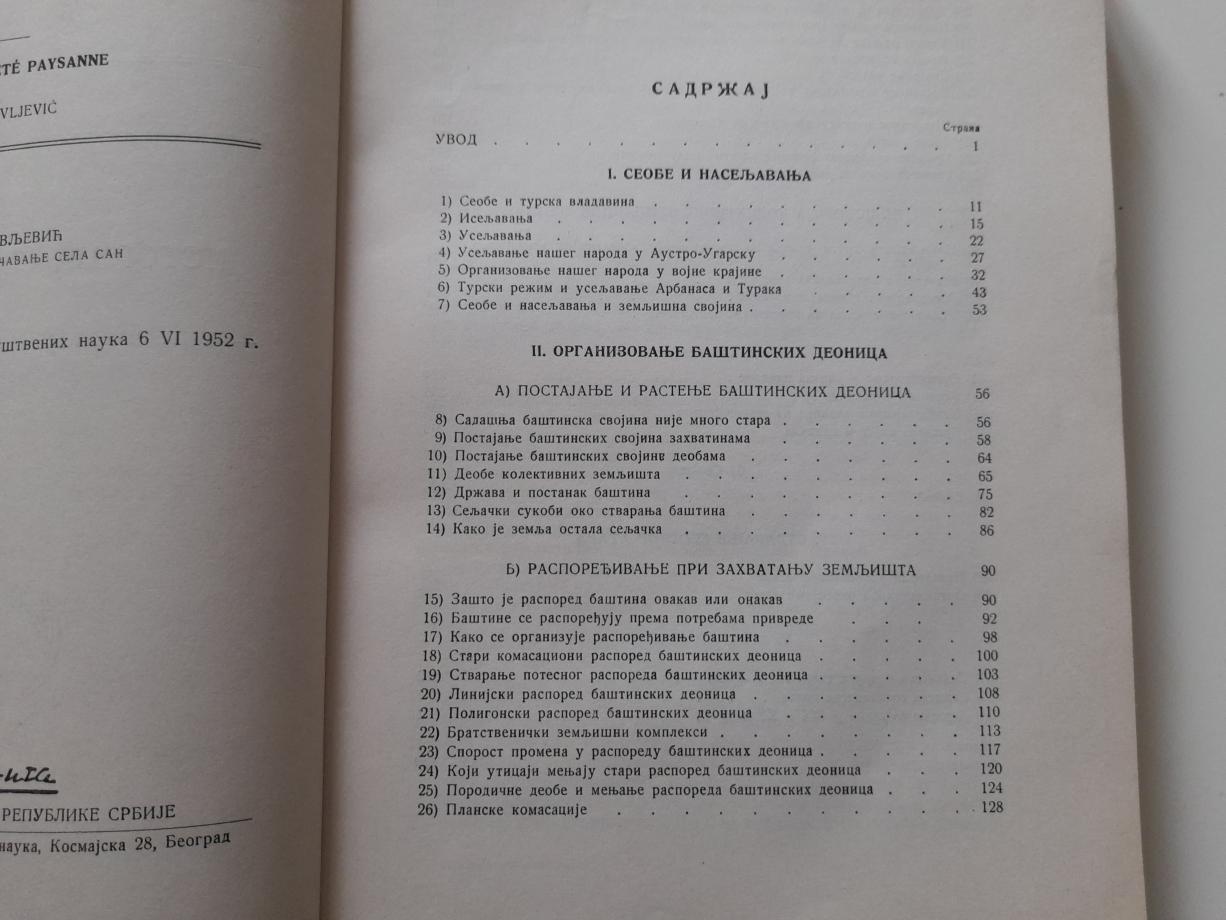 TÉ PAYSANNE
VLJEVIĆ
ВЉЕВИЋ
ЧАВАЊЕ СЕЛА САН
штвених наука 6 VI 1952 г.
РЕПУБЛИКЕ СРБИЈЕ
наука, Космајска 28, Београд
САДРЖАЈ
Страна
УВОД . . . . . . . . . . . . . . 1
I. СЕОБЕ И НАСЕЉАВАЊА
1) Сеобе и турска владавина . . . . . . . . . . 11
2) Исељавања . . . . . . . . . . . . . 15
3) Усељавања . . . . . . . . . . . . . 22
4) Усељавање нашег народа у Аустро-Угарску . . . . . . 27
5) Организовање нашег народа у војне крајине . . . . . . 32
6) Турски режим и усељавање Арбанаса и Турака . . . . . 43
7) Сеобе и насељавања и земљишна својина . . . . . . . 53
II. ОРГАНИЗОВАЊЕ БАШТИНСКИХ ДЕОНИЦА
А) ПОСТАЈАЊЕ И РАСТЕЊЕ БАШТИНСКИХ ДЕОНИЦА 56
8) Салашња баштинска својина није много стара . . . . . . 56
9) Постајање баштинских својина захватинама . . . . . . 58
10) Постајање баштинских својине деобама . . . . . . . 64
11) Деобе колективних земљишта . . . . . . . . . 65
12) Држава и постанак баштина . . . . . . . . . 75
13) Сељачки сукоби око стварања баштина . . . . . . . 82
14) Како је земља остала сељачка . . . . . . . . . 86
Б) РАСПОРЕЂИВАЊЕ ПРИ ЗАХВАТАЊУ ЗЕМЉИШТА 90
15) Зашто је распоред баштина овакав или онакав . . . . . 90
16) Баштине се распоређују према потребама привреде . . . 92
17) Како се организује распоређивање баштина . . . . . . 98
18) Стари комасациони распоред баштинских деоница . . . . . 100
19) Стварање потесног распореда баштинских деоница . . . . . 103
20) Линијски распоред баштинских деоница . . . . . . . 108
21) Полигонски распоред баштинских деоница . . . . . . 110
22) Братственички земљишни комплекси . . . . . . . . 113
23) Спорост промена у распореду баштинских деоница . . . . . 117
24) Који утицаји мењају стари распоред баштинских деоница . . . 120
25) Породичне деобе и мењање распореда баштинских деоница . . . 124
26) Планске комасације . . . . . . . . . . . . 128